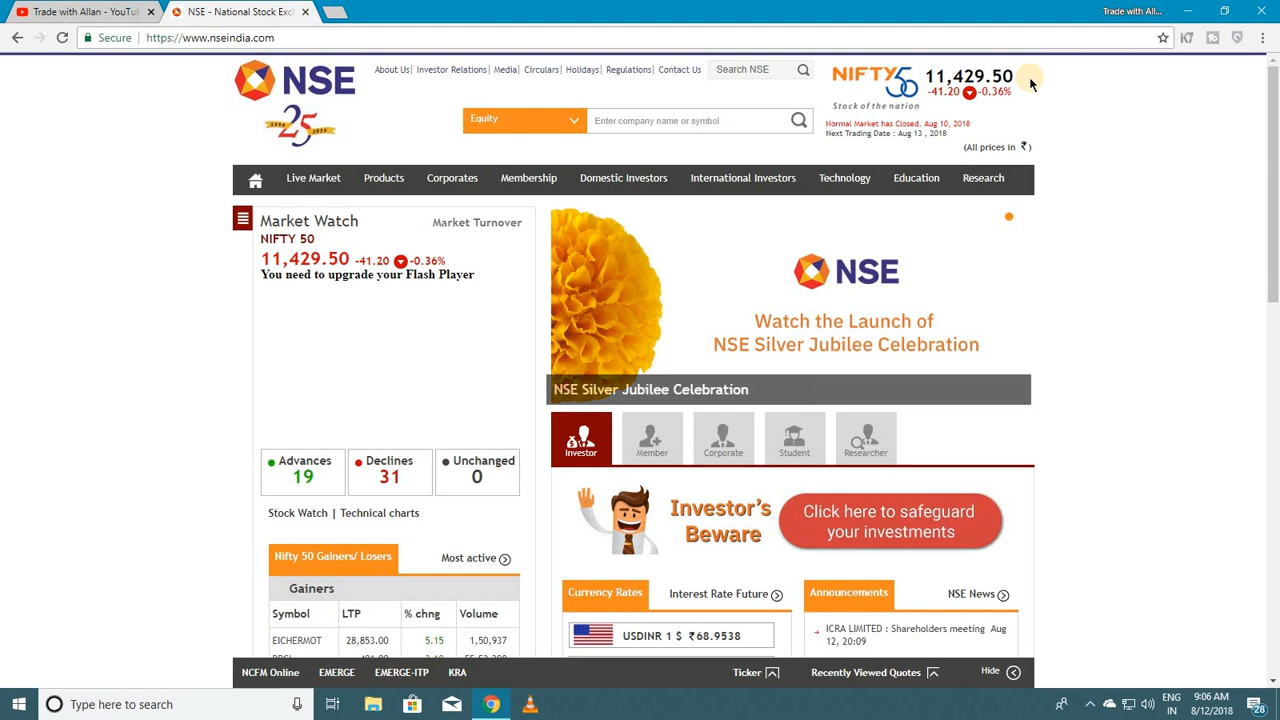 Trade with Allan - YouTub
NSE - National Stock Exc
Trade with All...
Secure
https://www.nseindia.com
NSE
25
About Us| Investor Relations| Media| Circulars| Holidays| Regulations| Contact Us
Search NSE
NIFTY 50
Stock of the nation
11,429.50
-41.20 -0.36%
Normal Market has Closed. Aug 10, 2018
Next Trading Date : Aug 13 , 2018
(All prices in ₹ )
Equity
Enter company name or symbol
Live Market
Products
Corporates
Membership
Domestic Investors
International Investors
Technology
Education
Research
Market Watch
Market Turnover
NIFTY 50
11,429.50 -41.20 -0.36%
You need to upgrade your Flash Player
NSE
Watch the Launch of
NSE Silver Jubilee Celebration
NSE Silver Jubilee Celebration
Investor
Member
Corporate
Student
Researcher
Advances
19
Declines
31
Unchanged
0
Stock Watch | Technical charts
Investor's
Beware
Click here to safeguard
your investments
Nifty 50 Gainers/ Losers
Most active
Gainers
Symbol LTP % chng Volume
EICHERMOT 28,853.00 5.15 1,50,937
Currency Rates
Interest Rate Future
USDINR 1 $ ₹68.9538
Announcements
NSE News
ICRA LIMITED : Shareholders meeting Aug
12, 20:09
NCFM Online
EMERGE
EMERGE-ITP
KRA
Ticker
Recently Viewed Quotes
Hide
Type here to search
ENG
IN
9:06 AM
8/12/2018
28